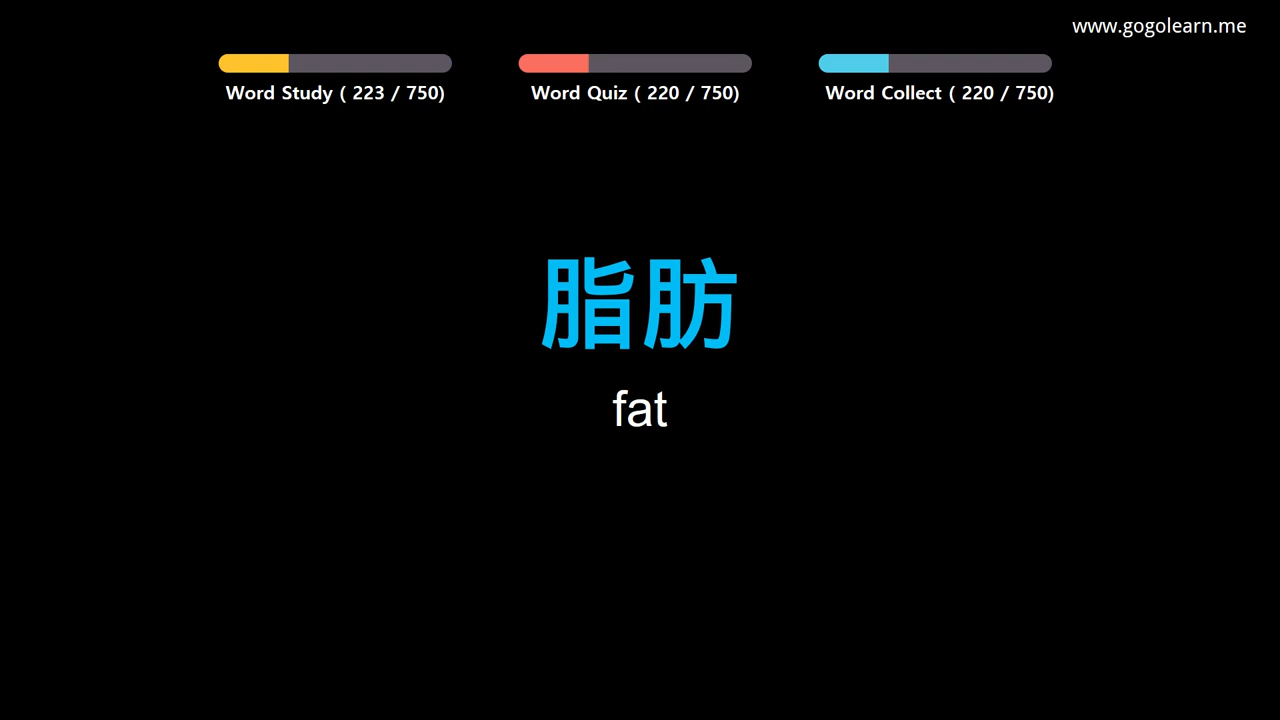 www.gogolearn.me
Word Study ( 223 / 750)
Word Quiz ( 220 / 750)
Word Collect ( 220 / 750)
脂肪
fat